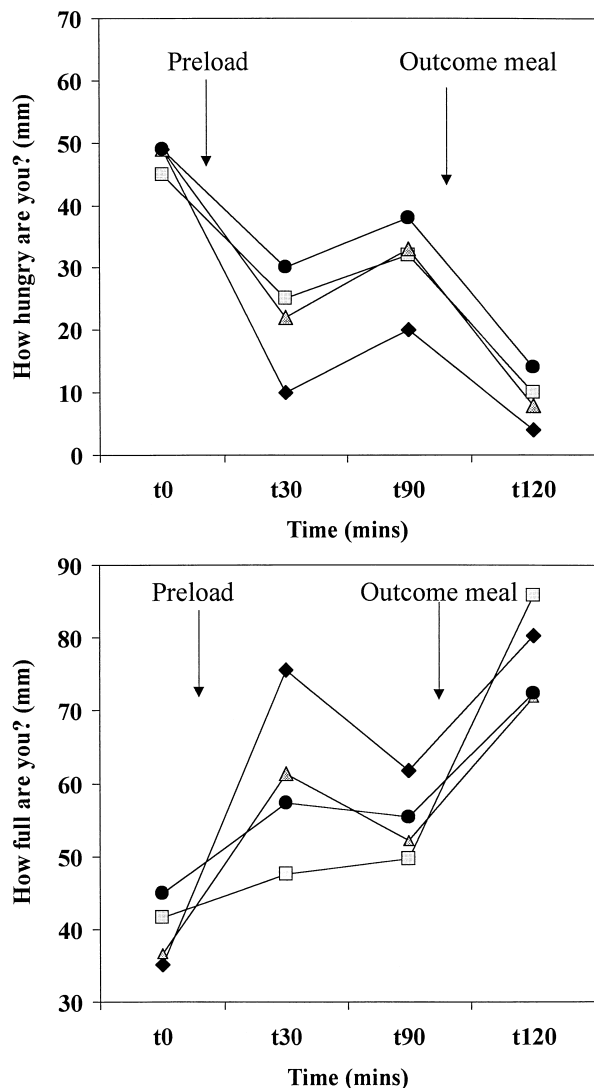 70
60
50
40
30
20
10
0
How hungry are you? (mm)
Preload
Outcome meal
t0 t30 t90 t120
Time (mins)
90
80
70
60
50
40
30
How full are you? (mm)
Preload
Outcome meal
t0 t30 t90 t120
Time (mins)